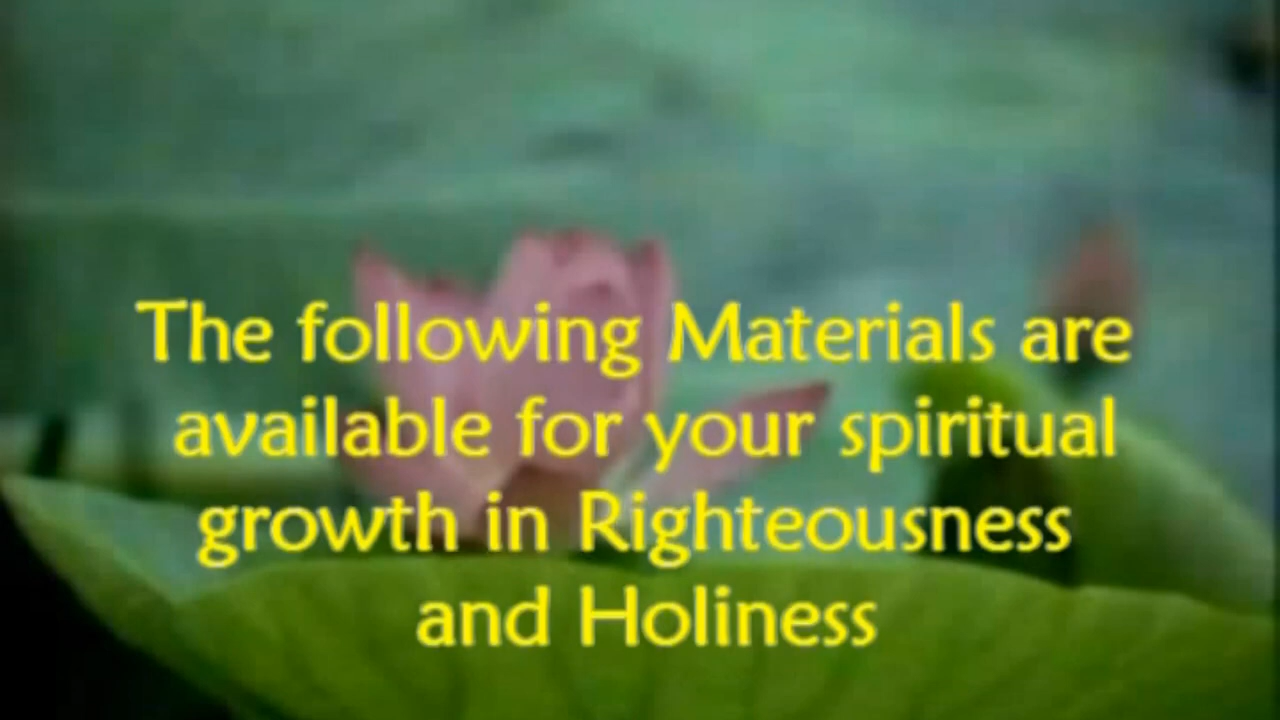 The following Materials are
available for your spiritual
growth in Righteousness
and Holiness